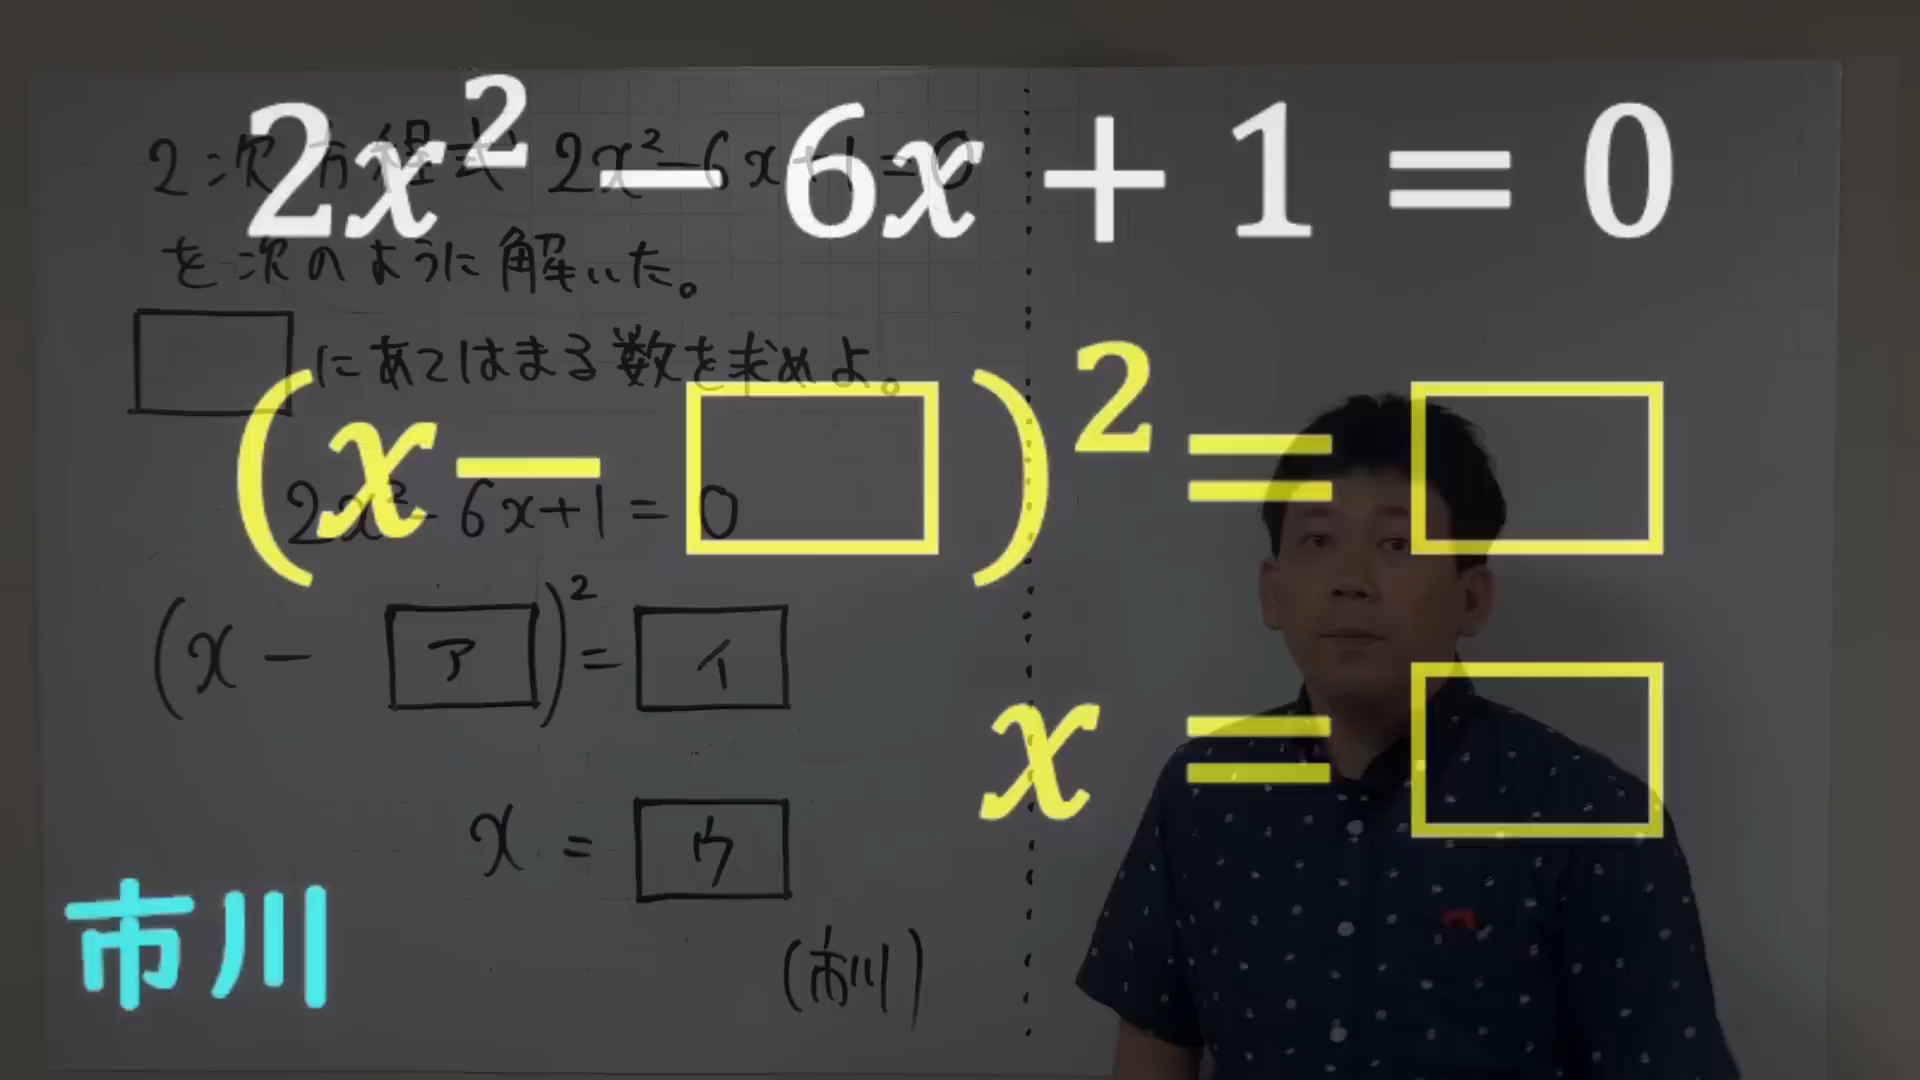 2x² − 6x + 1 = 0
(x − □)² = □
x = □
市川
2次方程式 2x²−6x+1=0
を次のように解いた。
□にあてはまる数を求めよ。
2x²−6x+1=0
(x − ア)² = イ
x = ウ
(市川)